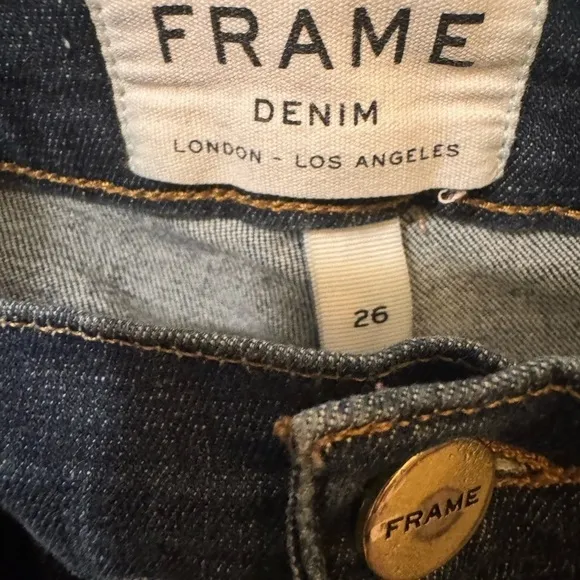 FRAME
DENIM
LONDON - LOS ANGELES
26
FRAME